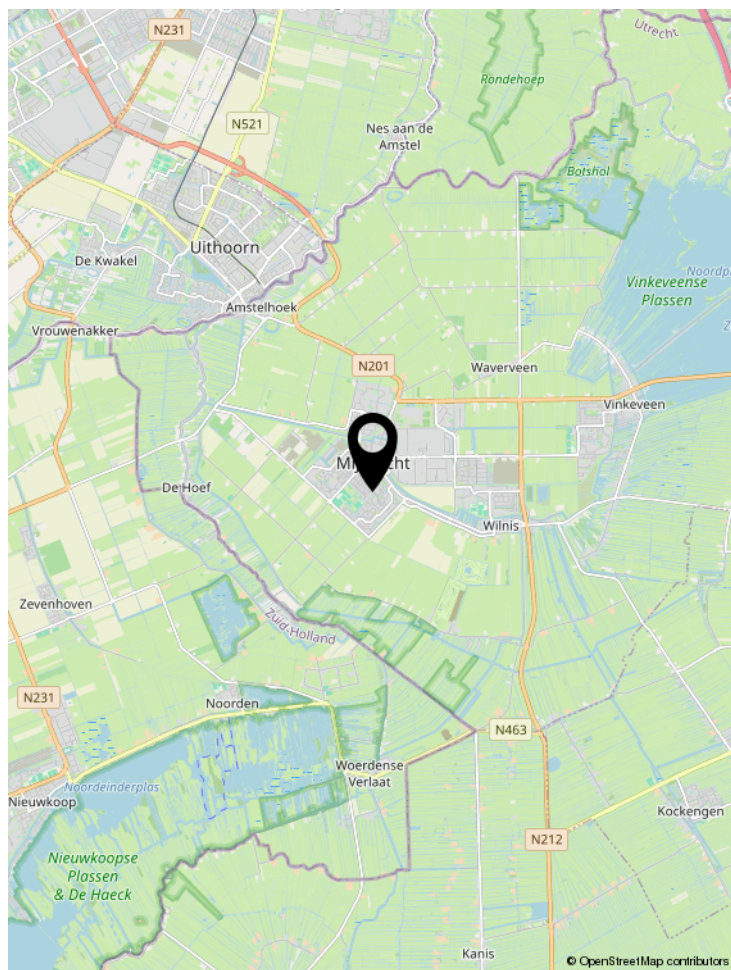 N231
Utrecht
Rondehoep
N521
Nes aan de
Amstel
Botshol
Uithoorn
De Kwakel
Vinkeveense
Plassen
Amstelhoek
Vrouwenakker
N201
Waverveen
Vinkeveen
De Hoef
Wilnis
Zevenhoven
Zuid-Holland
N231
Noorden
N463
Woerdense
Verlaat
Noordeinderplas
Nieuwkoop
Kockengen
N212
Nieuwkoopse
Plassen
& De Haeck
Kanis
© OpenStreetMap contributors